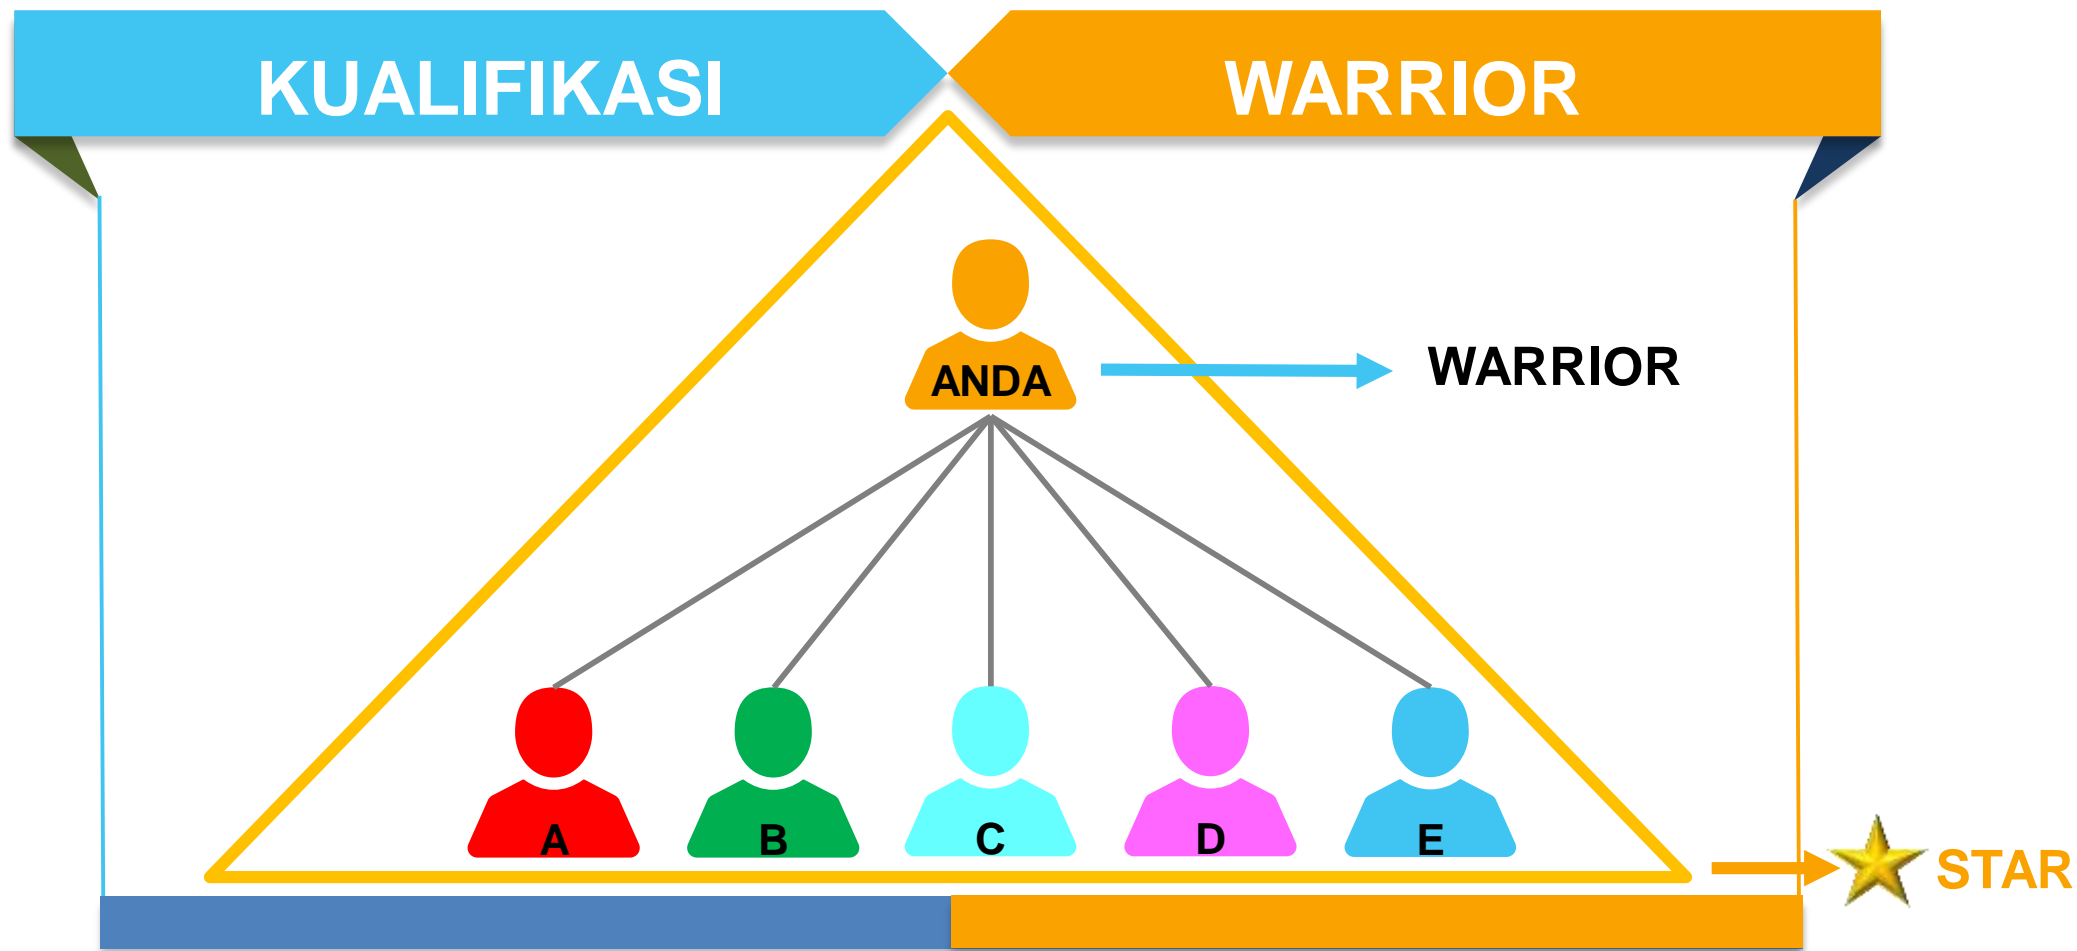 KUALIFIKASI
WARRIOR
ANDA
WARRIOR
A
B
C
D
E
STAR